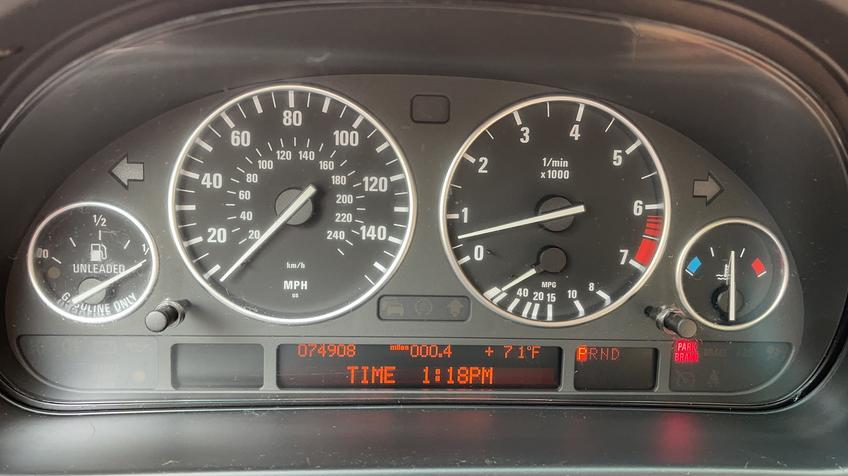 20 40 60 80 100 120 140
20 40 60 80 100 120 140 160 180 200 220 240
km/h
MPH
US
0 1 2 3 4 5 6 7
1/min
x1000
MPG
40 20 15 10 8
1/2
UNLEADED
GASOLINE ONLY
074908 miles 000.4 + 71°F
TIME 1:18PM
PRND
PARK
BRAKE